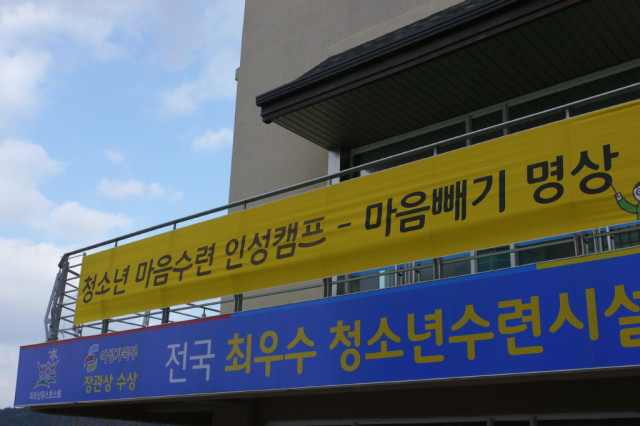 청소년 마음수련 인성캠프 - 마음빼기 명상
여성가족부
장관상 수상
전국 최우수 청소년수련시설